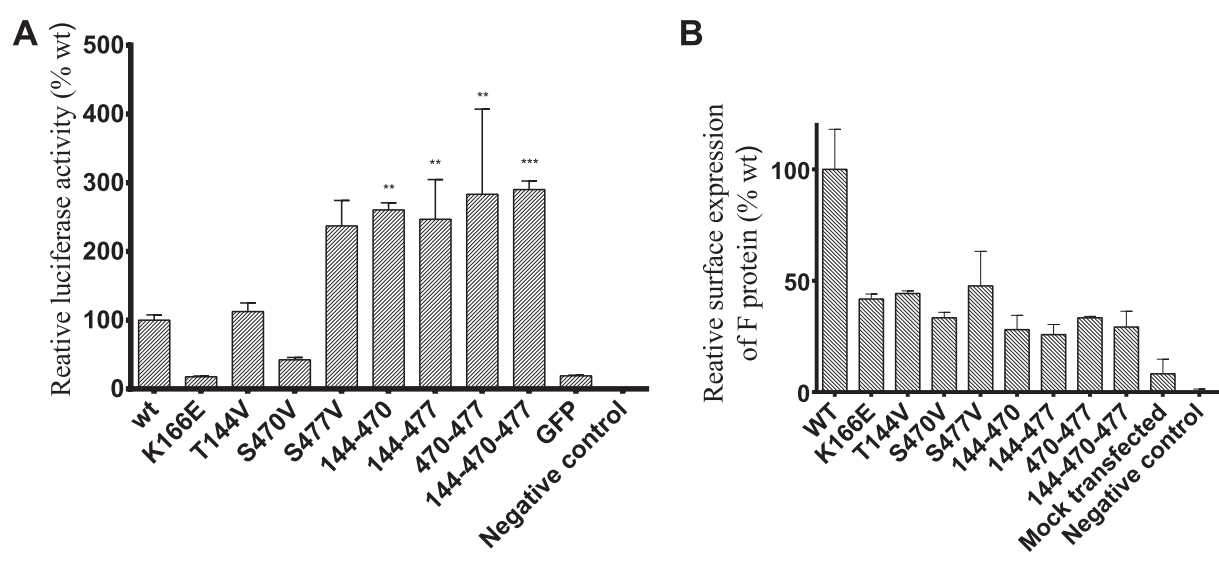 A
Reative luciferase activity (% wt)
500
400
300
200
100
0
**
**
**
***
wt
K166E
T144V
S470V
S477V
144-470
144-477
470-477
144-470-477
GFP
Negative control
B
Reative surface expression
of F protein (% wt)
100
50
0
WT
K166E
T144V
S470V
S477V
144-470
144-477
470-477
144-470-477
Mock transfected
Negative control